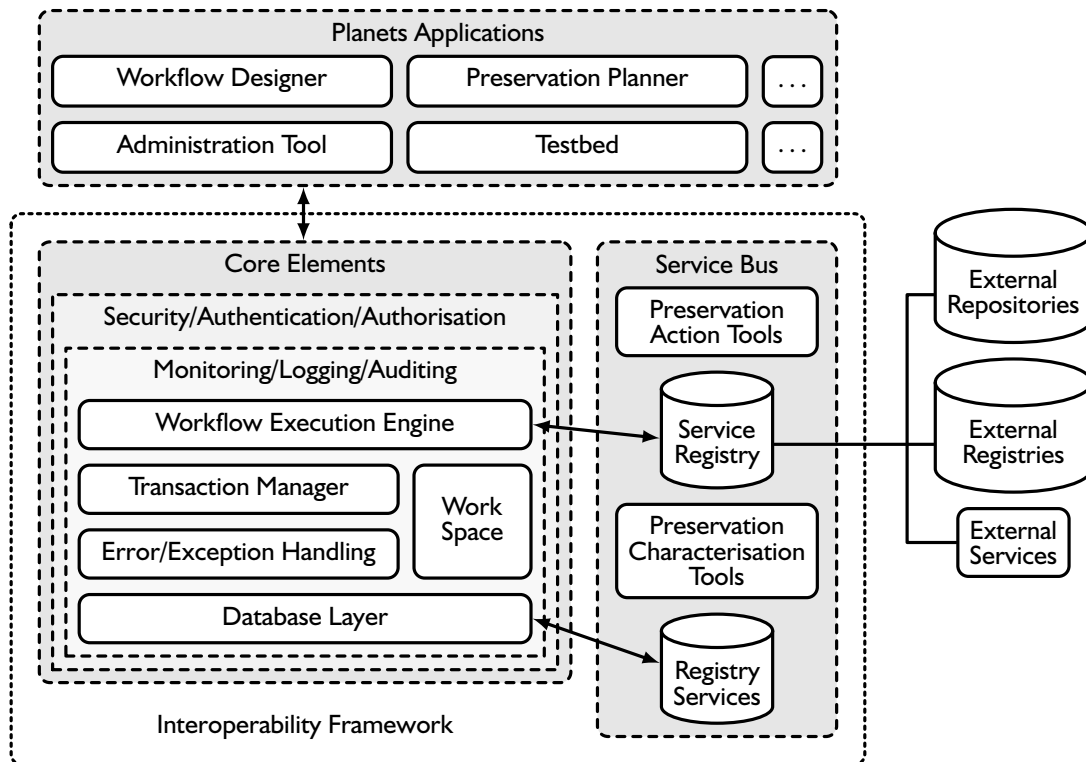 Planets Applications
Workflow Designer
Preservation Planner
...
Administration Tool
Testbed
...
Core Elements
Security/Authentication/Authorisation
Monitoring/Logging/Auditing
Workflow Execution Engine
Transaction Manager
Work
Space
Error/Exception Handling
Database Layer
Interoperability Framework
Service Bus
Preservation
Action Tools
Service
Registry
Preservation
Characterisation
Tools
Registry
Services
External
Repositories
External
Registries
External
Services